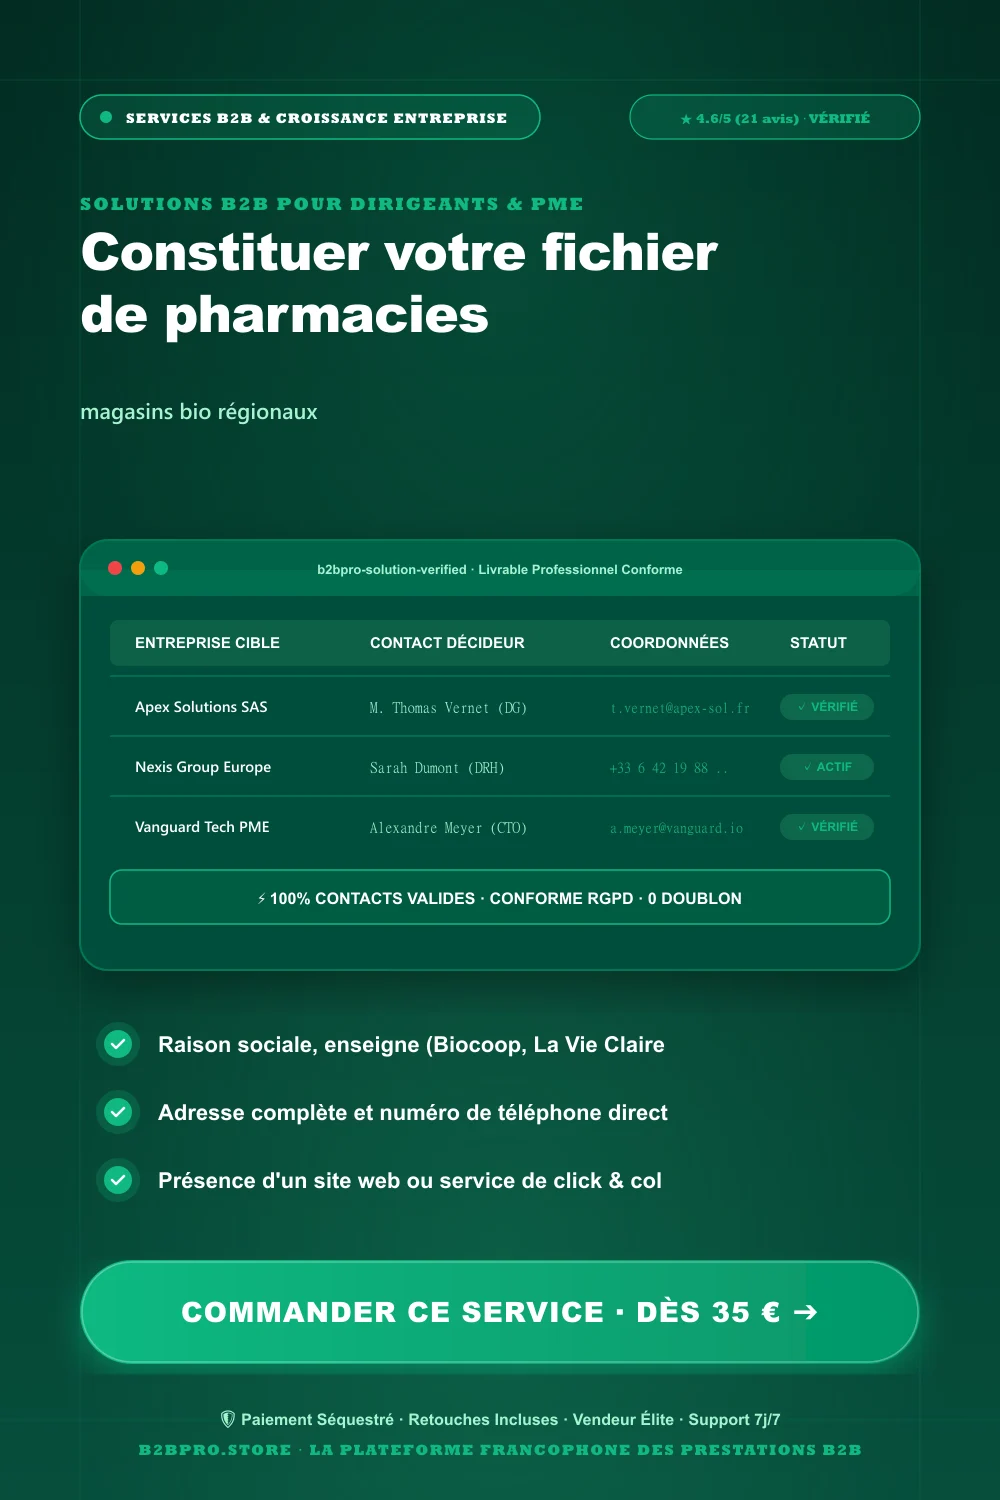 SERVICES B2B & CROISSANCE ENTREPRISE
★ 4.6/5 (21 avis) · VÉRIFIÉ
SOLUTIONS B2B POUR DIRIGEANTS & PME
Constituer votre fichier
de pharmacies
magasins bio régionaux
b2bpro-solution-verified · Livrable Professionnel Conforme
ENTREPRISE CIBLE CONTACT DÉCIDEUR COORDONNÉES STATUT
Apex Solutions SAS M. Thomas Vernet (DG) t.vernet@apex-sol.fr ✓ VÉRIFIÉ
Nexis Group Europe Sarah Dumont (DRH) +33 6 42 19 88 .. ✓ ACTIF
Vanguard Tech PME Alexandre Meyer (CTO) a.meyer@vanguard.io ✓ VÉRIFIÉ
⚡ 100% CONTACTS VALIDES · CONFORME RGPD · 0 DOUBLON
Raison sociale, enseigne (Biocoop, La Vie Claire
Adresse complète et numéro de téléphone direct
Présence d'un site web ou service de click & col
COMMANDER CE SERVICE · DÈS 35 € →
🛡 Paiement Séquestré · Retouches Incluses · Vendeur Élite · Support 7j/7
B2BPRO.STORE · LA PLATEFORME FRANCOPHONE DES PRESTATIONS B2B